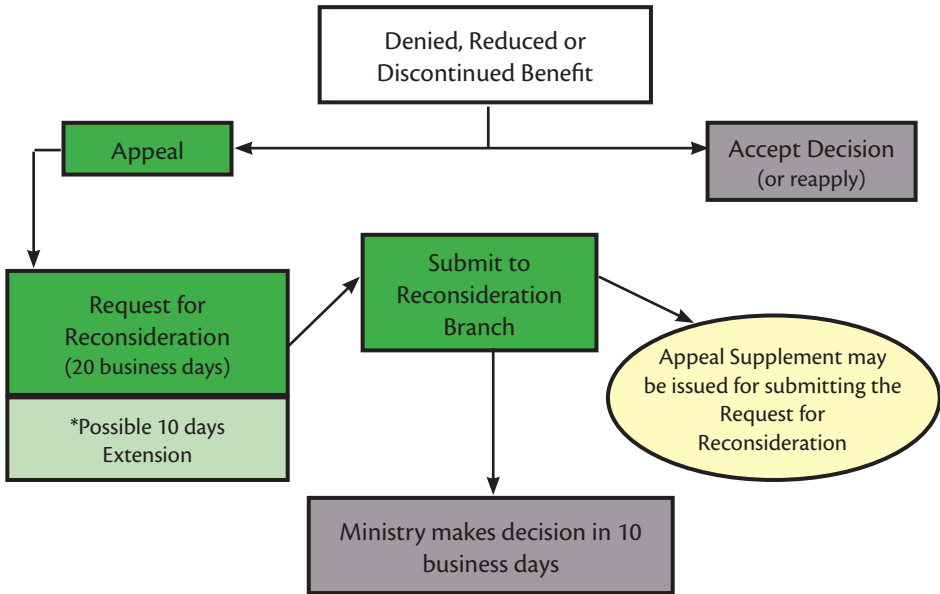 Denied, Reduced or
Discontinued Benefit
Appeal
Accept Decision
(or reapply)
Request for
Reconsideration
(20 business days)
*Possible 10 days
Extension
Submit to
Reconsideration
Branch
Appeal Supplement may
be issued for submitting the
Request for
Reconsideration
Ministry makes decision in 10
business days